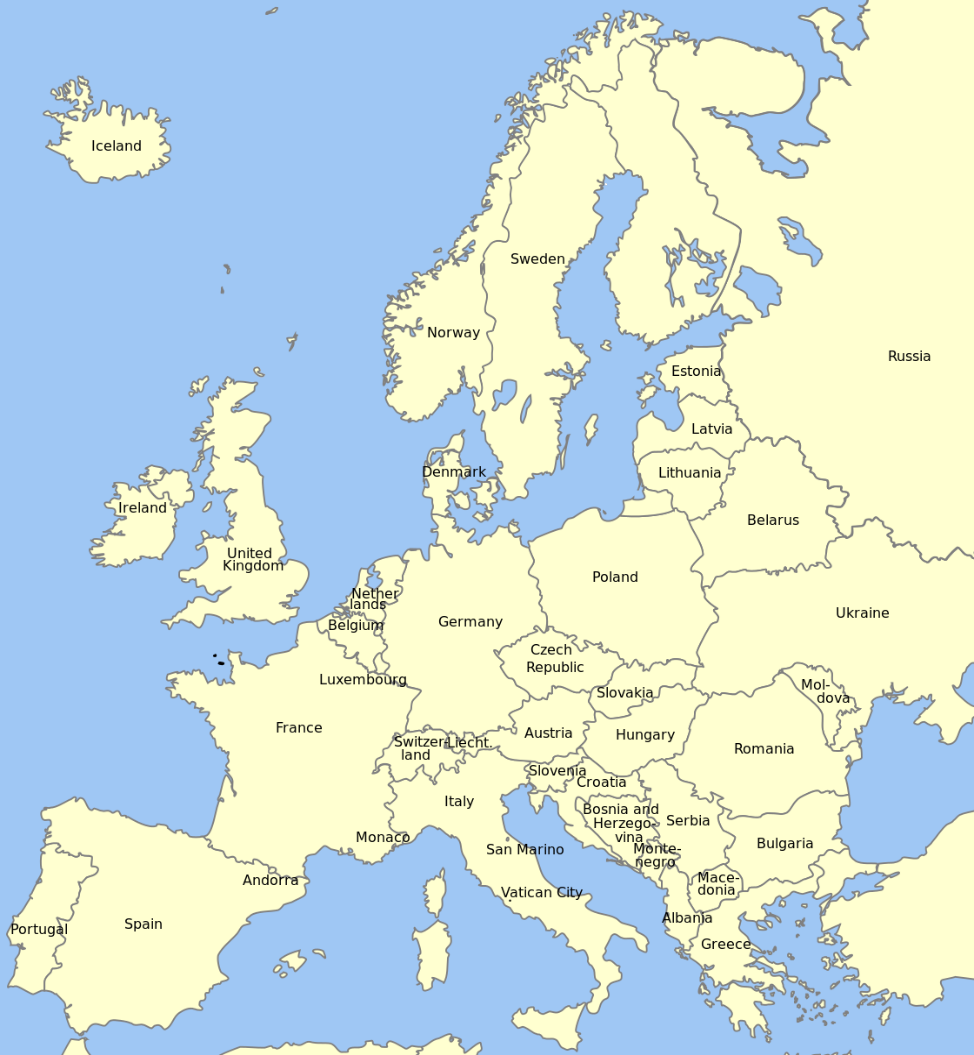 Iceland
Sweden
Norway
Russia
Estonia
Latvia
Denmark
Lithuania
Ireland
Belarus
United
Kingdom
Poland
Nether
lands
Ukraine
Belgium
Germany
Czech
Republic
Luxembourg
Slovakia
Mol-
dova
France
Austria
Hungary
Switzer-
land
Liecht.
Romania
Slovenia
Croatia
Italy
Bosnia and
Herzego-
vina
Serbia
Monaco
San Marino
Monte-
negro
Bulgaria
Andorra
Vatican City
Mace-
donia
Albania
Portugal
Spain
Greece